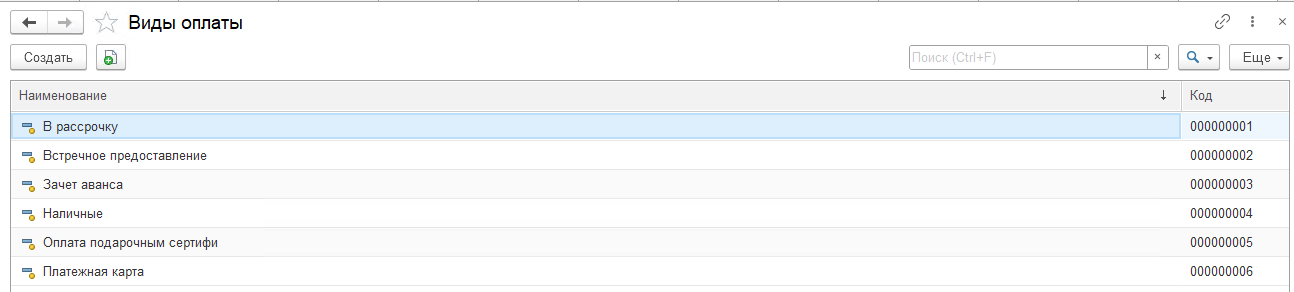 Виды оплаты
Создать Поиск (Ctrl+F) Еще
Наименование Код
В рассрочку 000000001
Встречное предоставление 000000002
Зачет аванса 000000003
Наличные 000000004
Оплата подарочным сертифи 000000005
Платежная карта 000000006